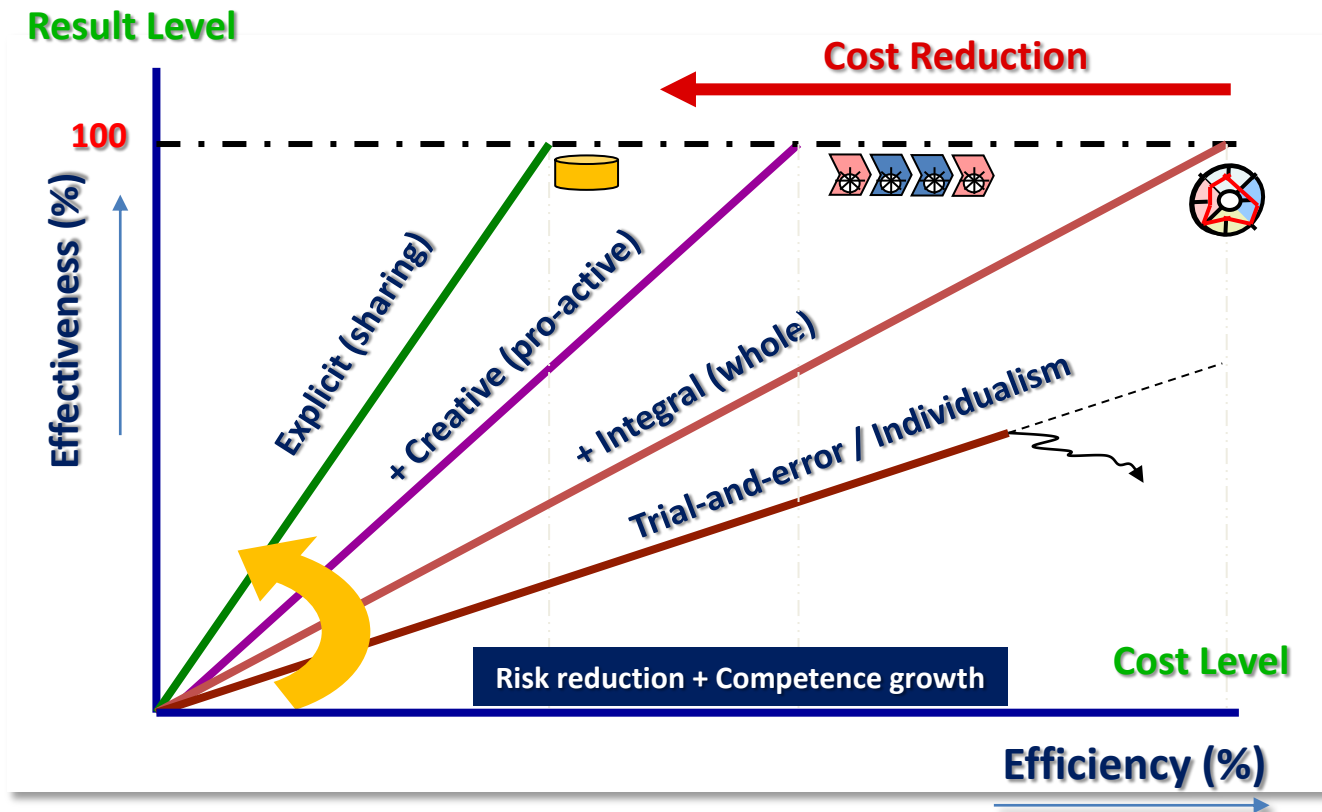 Result Level
Cost Reduction
100
Effectiveness (%)
Explicit (sharing)
+ Creative (pro-active)
+ Integral (whole)
Trial-and-error / Individualism
Risk reduction + Competence growth
Cost Level
Efficiency (%)